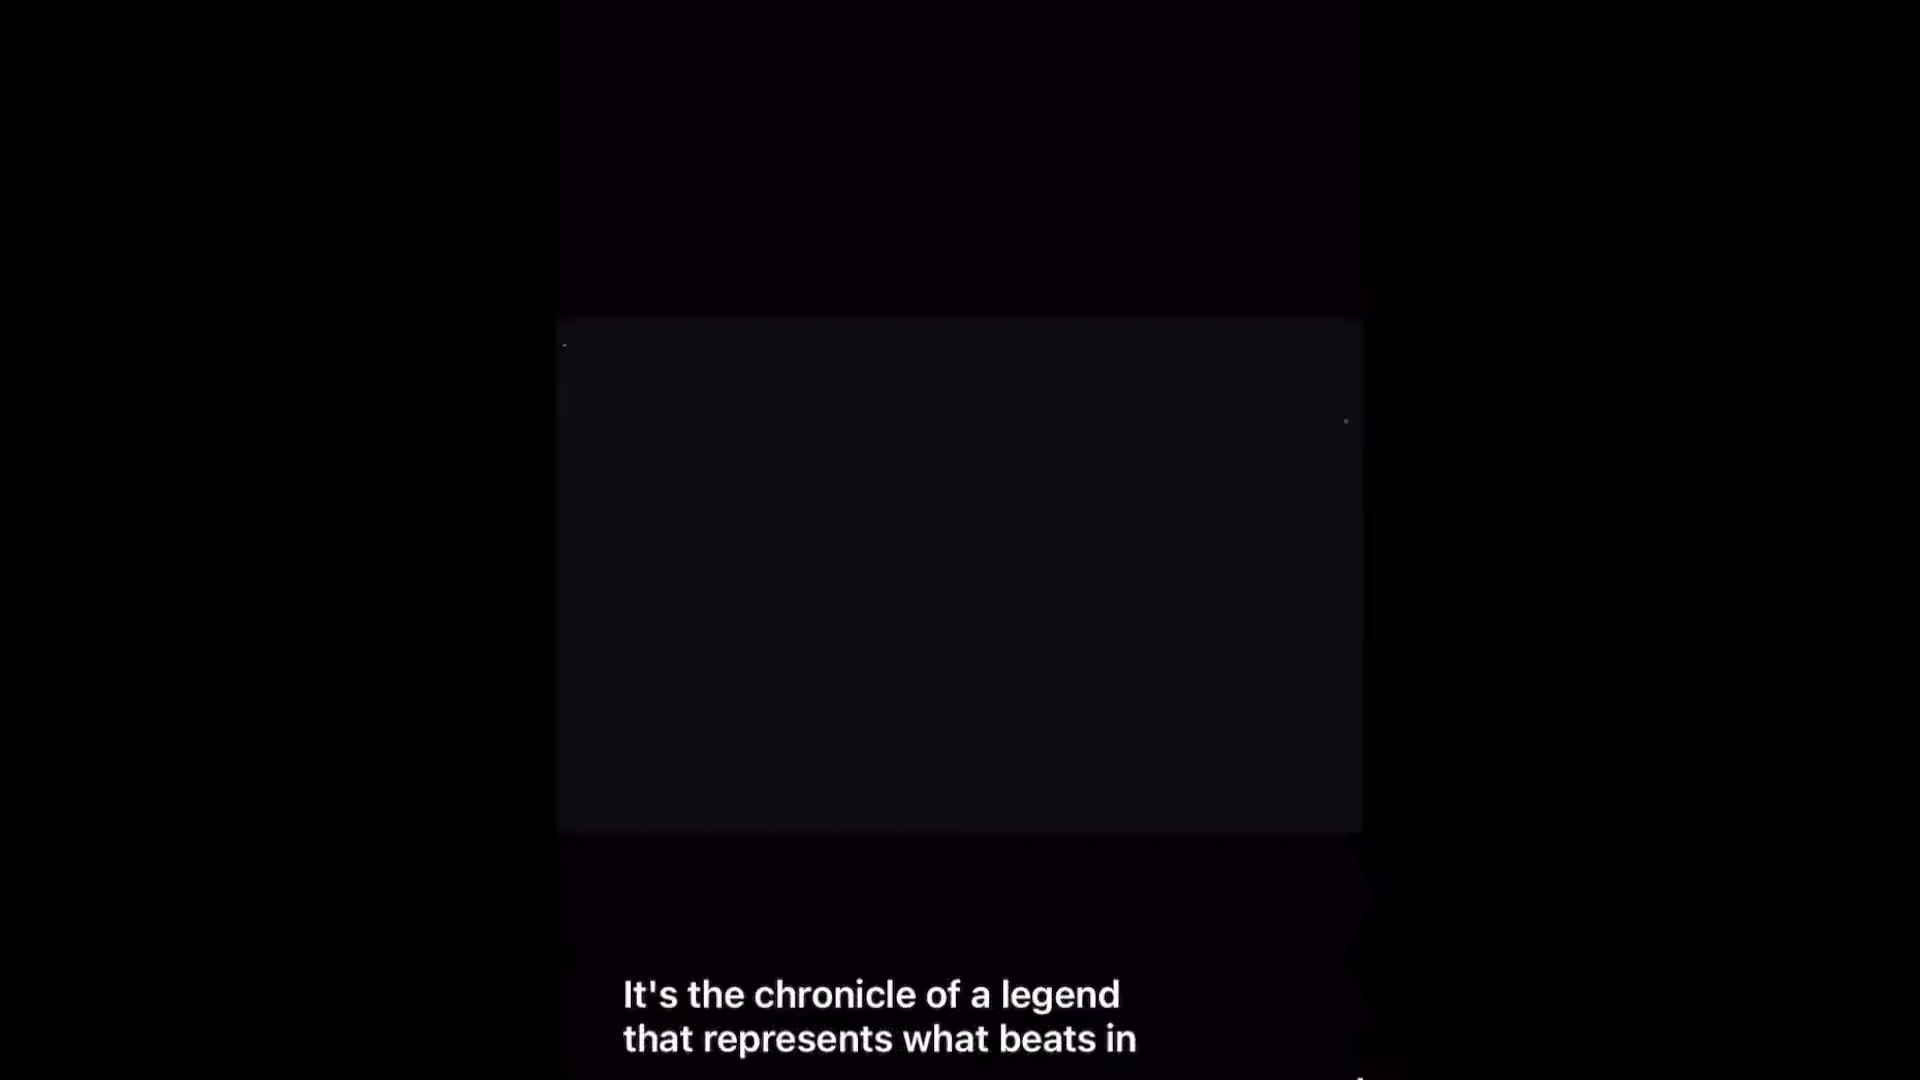 It's the chronicle of a legend
that represents what beats in